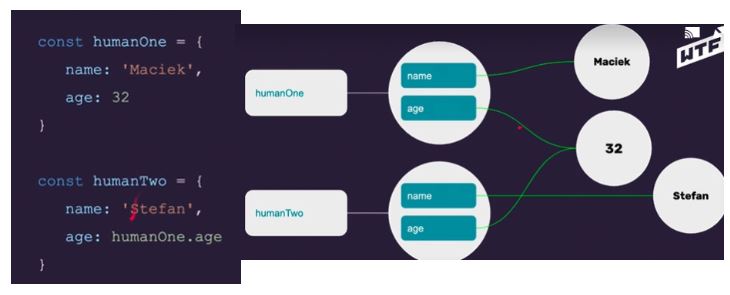 const humanOne = {
name: 'Maciek',
age: 32
}
const humanTwo = {
name: 'Stefan',
age: humanOne.age
}
humanOne
name
age
Maciek
32
humanTwo
name
age
Stefan
WTF